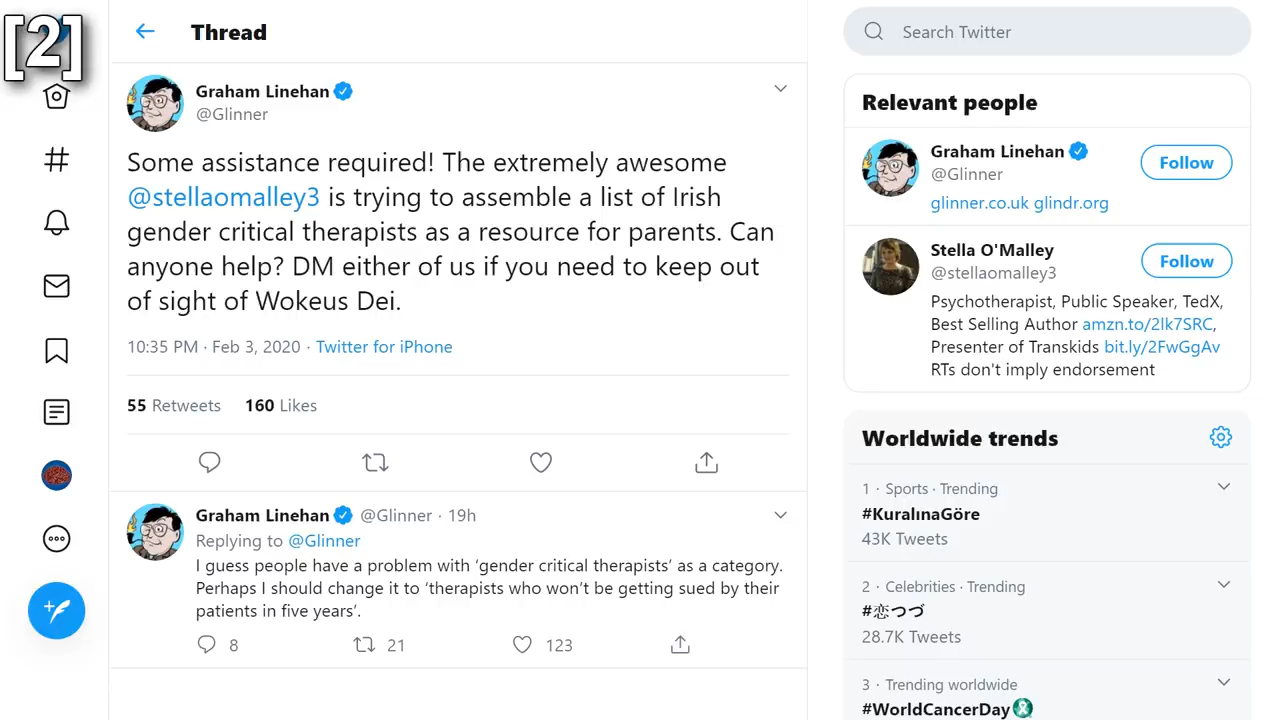 [2]
Thread
Graham Linehan
@Glinner
Some assistance required! The extremely awesome
@stellaomalley3 is trying to assemble a list of Irish
gender critical therapists as a resource for parents. Can
anyone help? DM either of us if you need to keep out
of sight of Wokeus Dei.
10:35 PM · Feb 3, 2020 · Twitter for iPhone
55 Retweets 160 Likes
Graham Linehan @Glinner · 19h
Replying to @Glinner
I guess people have a problem with ‘gender critical therapists’ as a category.
Perhaps I should change it to ‘therapists who won’t be getting sued by their
patients in five years’.
8 21 123
Search Twitter
Relevant people
Graham Linehan
@Glinner
Follow
glinner.co.uk glindr.org
Stella O'Malley
@stellaomalley3
Follow
Psychotherapist, Public Speaker, TedX,
Best Selling Author amzn.to/2lk7SRC,
Presenter of Transkids bit.ly/2FwGgAv
RTs don't imply endorsement
Worldwide trends
1 · Sports · Trending
#KuralınaGöre
43K Tweets
2 · Celebrities · Trending
#恋つづ
28.7K Tweets
3 · Trending worldwide
#WorldCancerDay